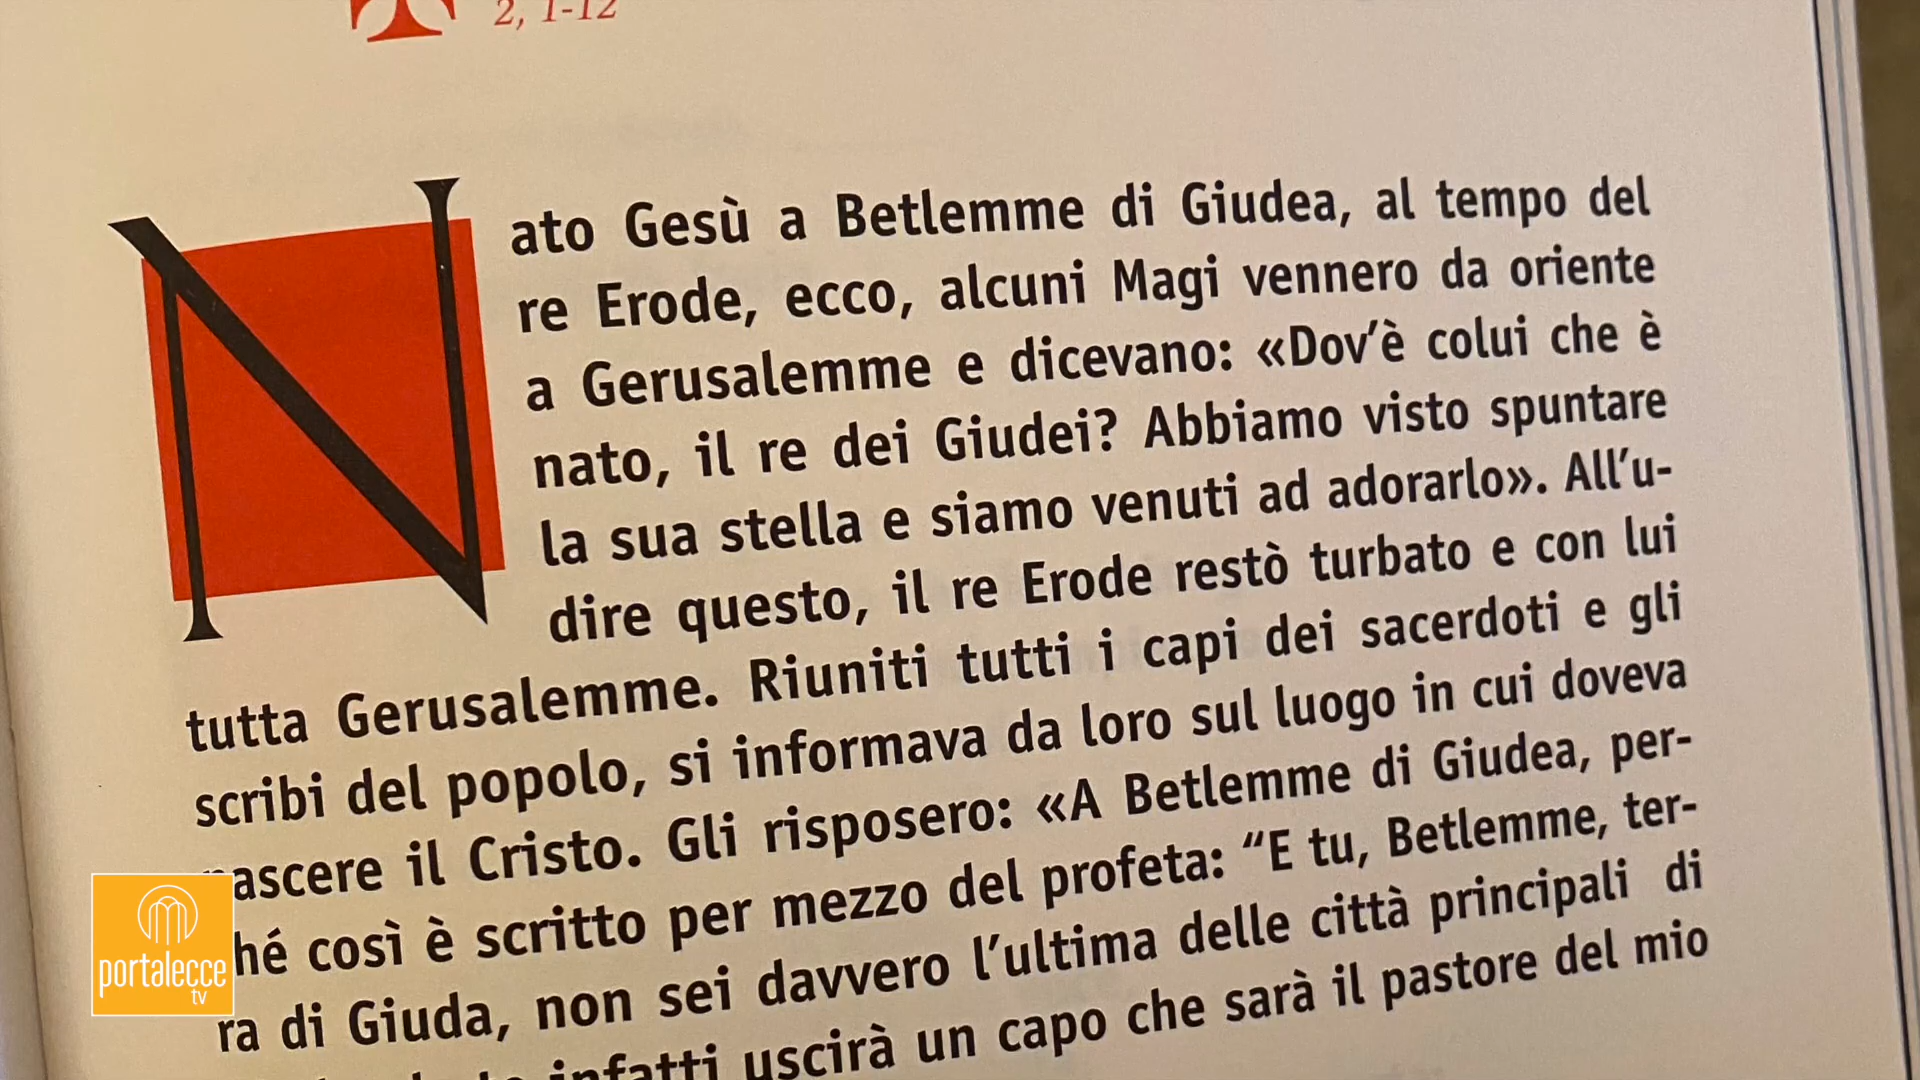 2, 1-12
Nato Gesù a Betlemme di Giudea, al tempo del
re Erode, ecco, alcuni Magi vennero da oriente
a Gerusalemme e dicevano: «Dov'è colui che è
nato, il re dei Giudei? Abbiamo visto spuntare
la sua stella e siamo venuti ad adorarlo». All'u-
dire questo, il re Erode restò turbato e con lui
tutta Gerusalemme. Riuniti tutti i capi dei sacerdoti e gli
scribi del popolo, si informava da loro sul luogo in cui doveva
nascere il Cristo. Gli risposero: «A Betlemme di Giudea, per-
ché così è scritto per mezzo del profeta: “E tu, Betlemme, ter-
ra di Giuda, non sei davvero l'ultima delle città principali di
infatti uscirà un capo che sarà il pastore del mio
portalecce
tv